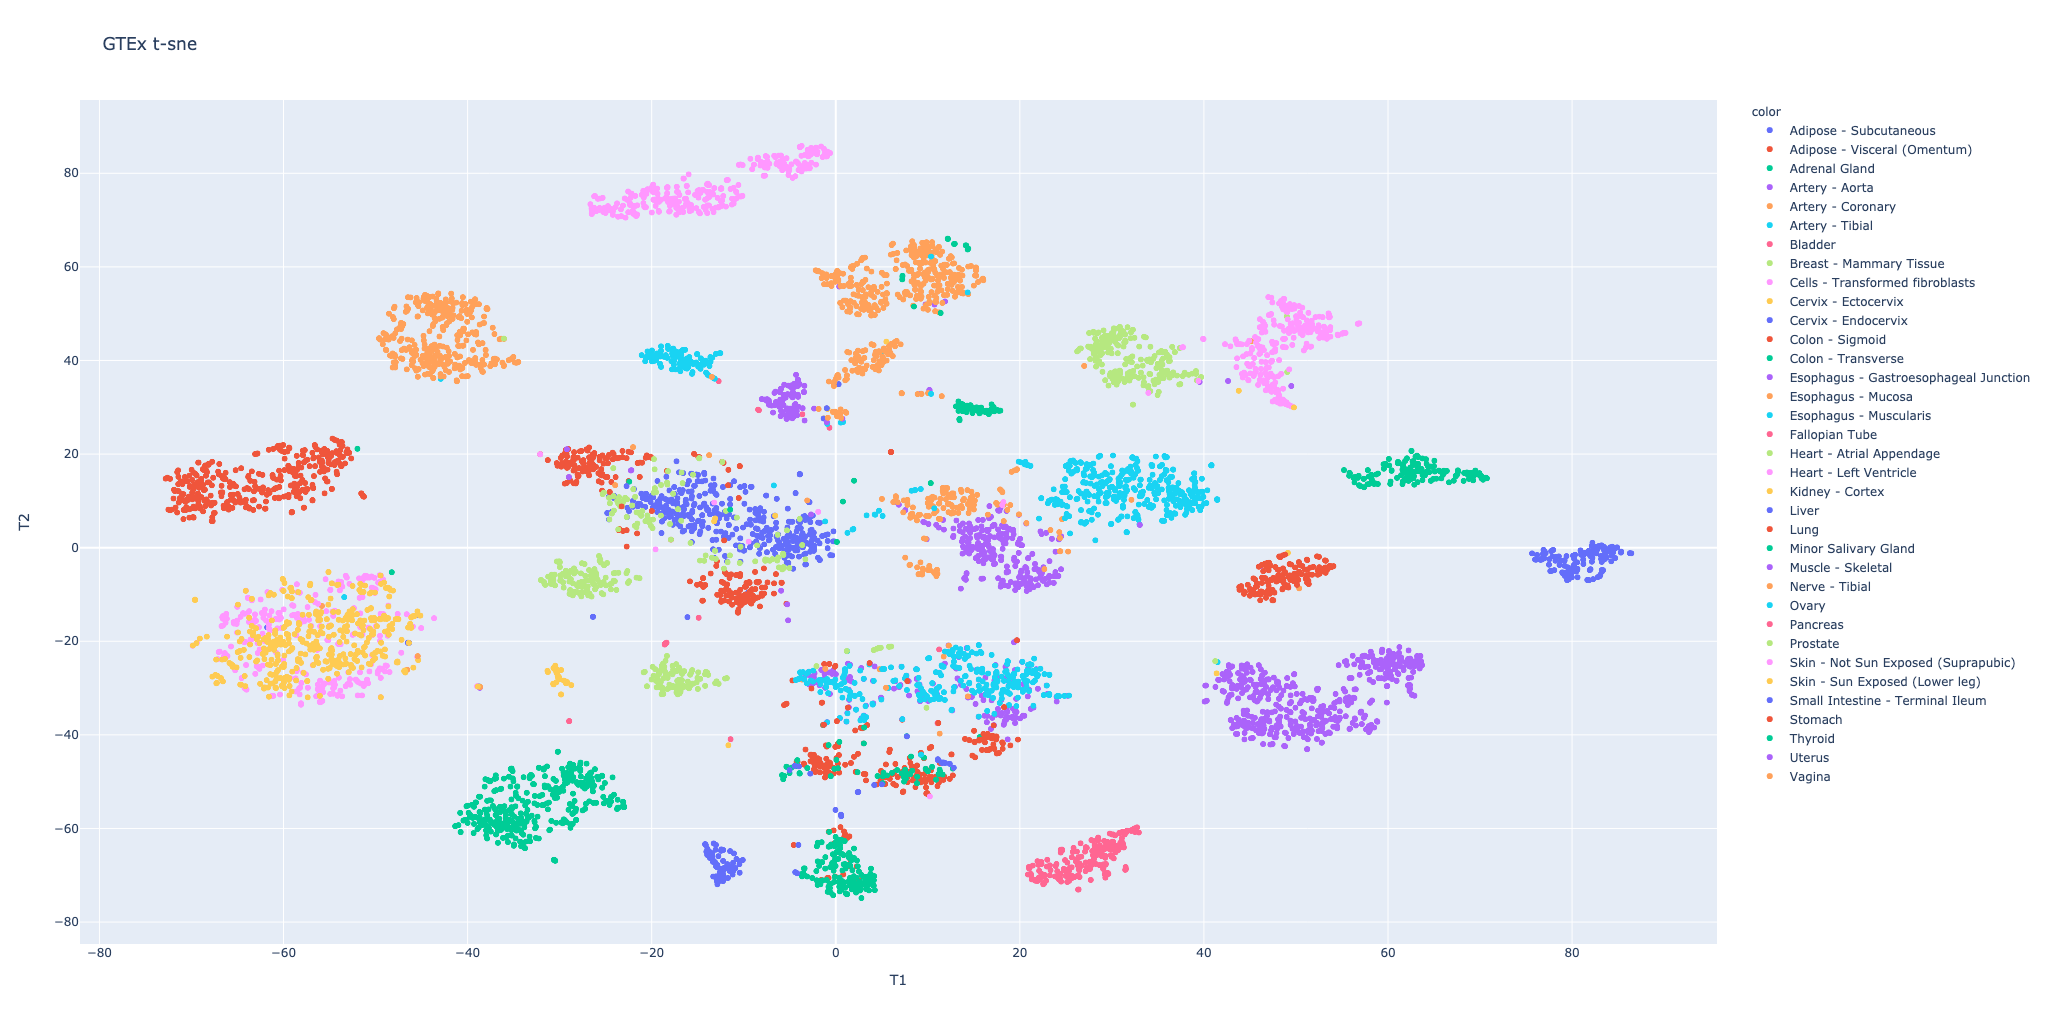 GTEx t-sne
T2
80
60
40
20
0
−20
−40
−60
−80
−80
−60
−40
−20
0
20
40
60
80
T1
color
Adipose - Subcutaneous
Adipose - Visceral (Omentum)
Adrenal Gland
Artery - Aorta
Artery - Coronary
Artery - Tibial
Bladder
Breast - Mammary Tissue
Cells - Transformed fibroblasts
Cervix - Ectocervix
Cervix - Endocervix
Colon - Sigmoid
Colon - Transverse
Esophagus - Gastroesophageal Junction
Esophagus - Mucosa
Esophagus - Muscularis
Fallopian Tube
Heart - Atrial Appendage
Heart - Left Ventricle
Kidney - Cortex
Liver
Lung
Minor Salivary Gland
Muscle - Skeletal
Nerve - Tibial
Ovary
Pancreas
Prostate
Skin - Not Sun Exposed (Suprapubic)
Skin - Sun Exposed (Lower leg)
Small Intestine - Terminal Ileum
Stomach
Thyroid
Uterus
Vagina